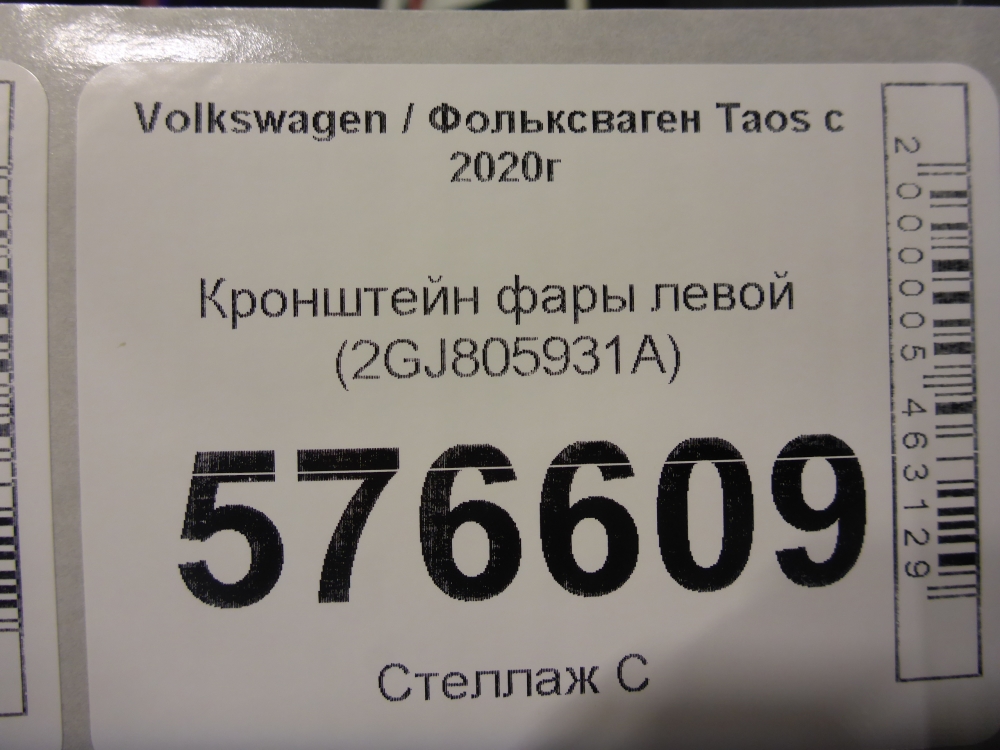 Volkswagen / Фольксваген Taos с
2020г
Кронштейн фары левой
(2GJ805931A)
576609
Стеллаж С
2000005463129